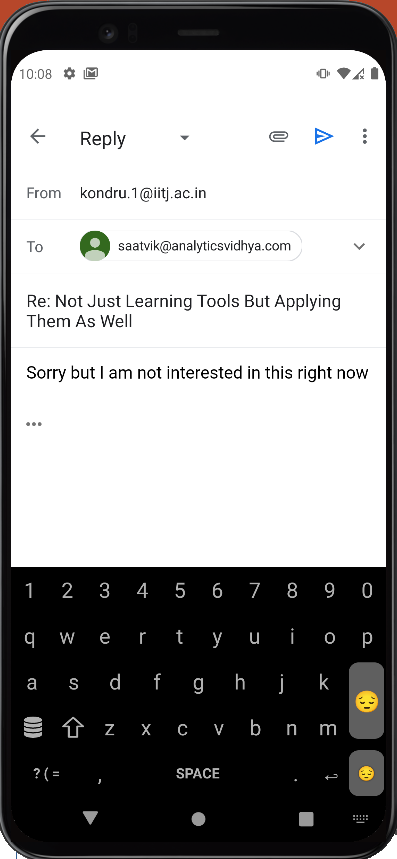 10:08
Reply
From kondru.1@iitj.ac.in
To saatvik@analyticsvidhya.com
Re: Not Just Learning Tools But Applying
Them As Well
Sorry but I am not interested in this right now
1 2 3 4 5 6 7 8 9 0
q w e r t y u i o p
a s d f g h j k
z x c v b n m
?(= , SPACE .